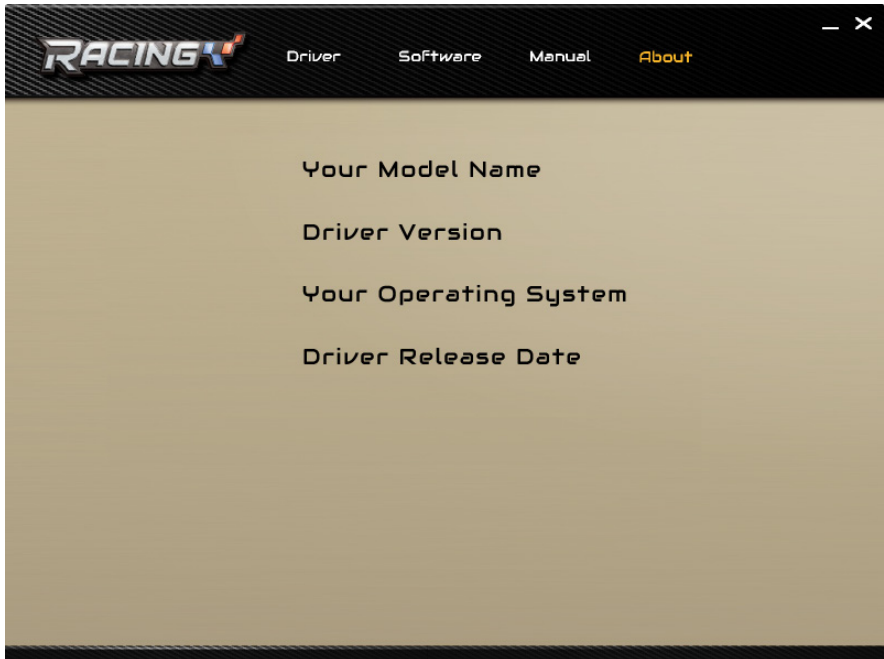 RACING
Driver Software Manual About
Your Model Name
Driver Version
Your Operating System
Driver Release Date